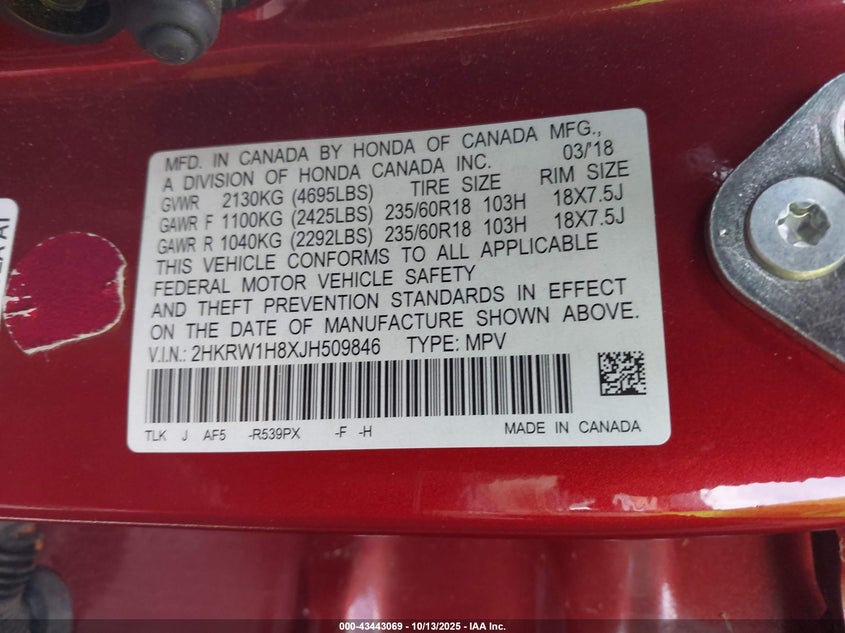 MFD. IN CANADA BY HONDA OF CANADA MFG.,
A DIVISION OF HONDA CANADA INC. 03/'18
GVWR 2130KG (4695LBS) TIRE SIZE RIM SIZE
GAWR F 1100KG (2425LBS) 235/60R18 103H 18X7.5J
GAWR R 1040KG (2292LBS) 235/60R18 103H 18X7.5J
THIS VEHICLE CONFORMS TO ALL APPLICABLE
FEDERAL MOTOR VEHICLE SAFETY
AND THEFT PREVENTION STANDARDS IN EFFECT
ON THE DATE OF MANUFACTURE SHOWN ABOVE.
V.I.N.: 2HKRW1H8XJH509846 TYPE: MPV
TLK J AF5 -R539PX -F -H MADE IN CANADA
000-43443069 | 10/13/2025 - IAA Inc.